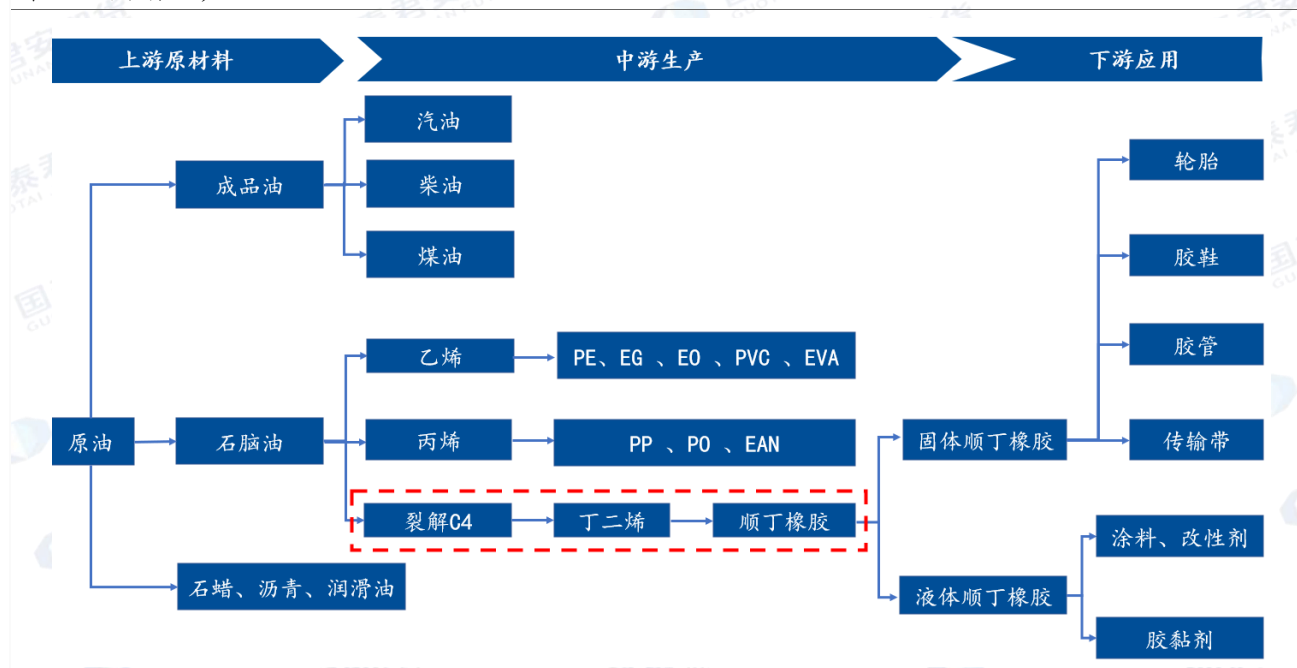 上游原材料
中游生产
下游应用
汽油
成品油
柴油
煤油
轮胎
胶鞋
胶管
乙烯
PE、EG 、EO 、PVC 、EVA
原油
石脑油
丙烯
PP 、PO 、EAN
固体顺丁橡胶
传输带
裂解C4
丁二烯
顺丁橡胶
涂料、改性剂
石蜡、沥青、润滑油
液体顺丁橡胶
胶黏剂